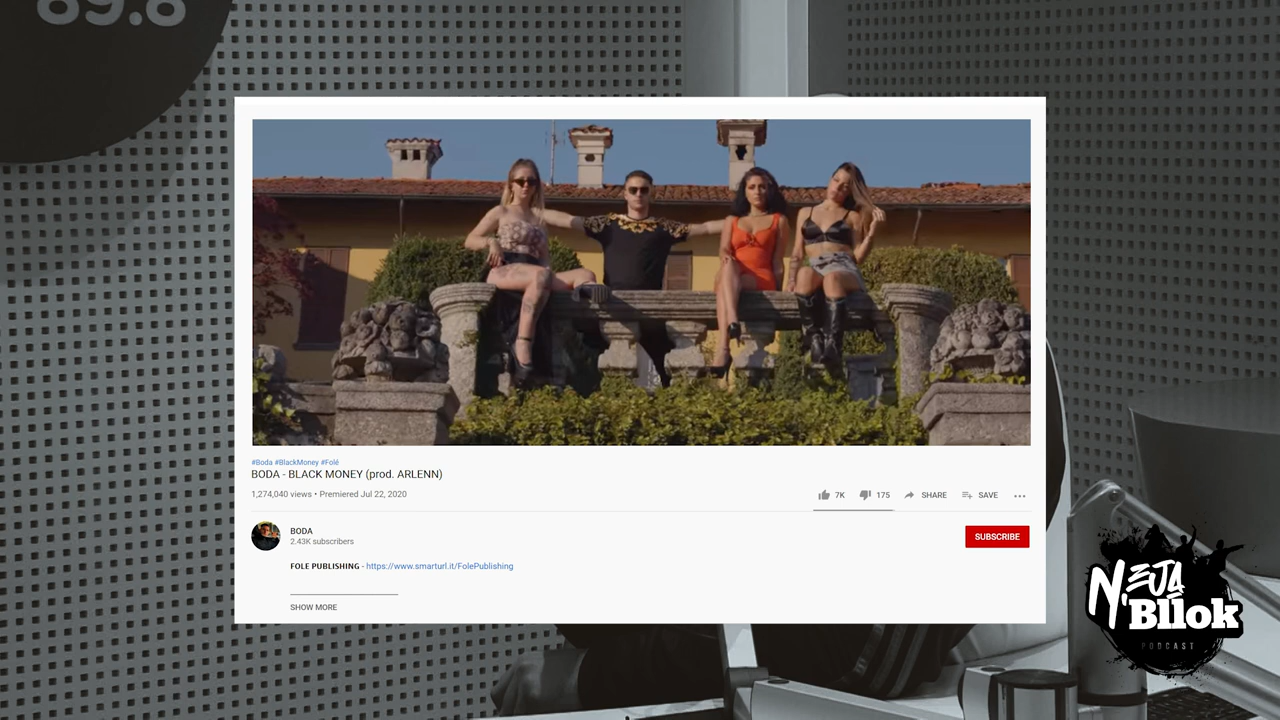 89.8
#Boda #BlackMoney #Folé
BODA - BLACK MONEY (prod. ARLENN)
1,274,040 views • Premiered Jul 22, 2020
7K 175 SHARE SAVE
BODA
2.43K subscribers
SUBSCRIBE
FOLE PUBLISHING - https://www.smarturl.it/FolePublishing
SHOW MORE
NEJA
N'Bllok
PODCAST